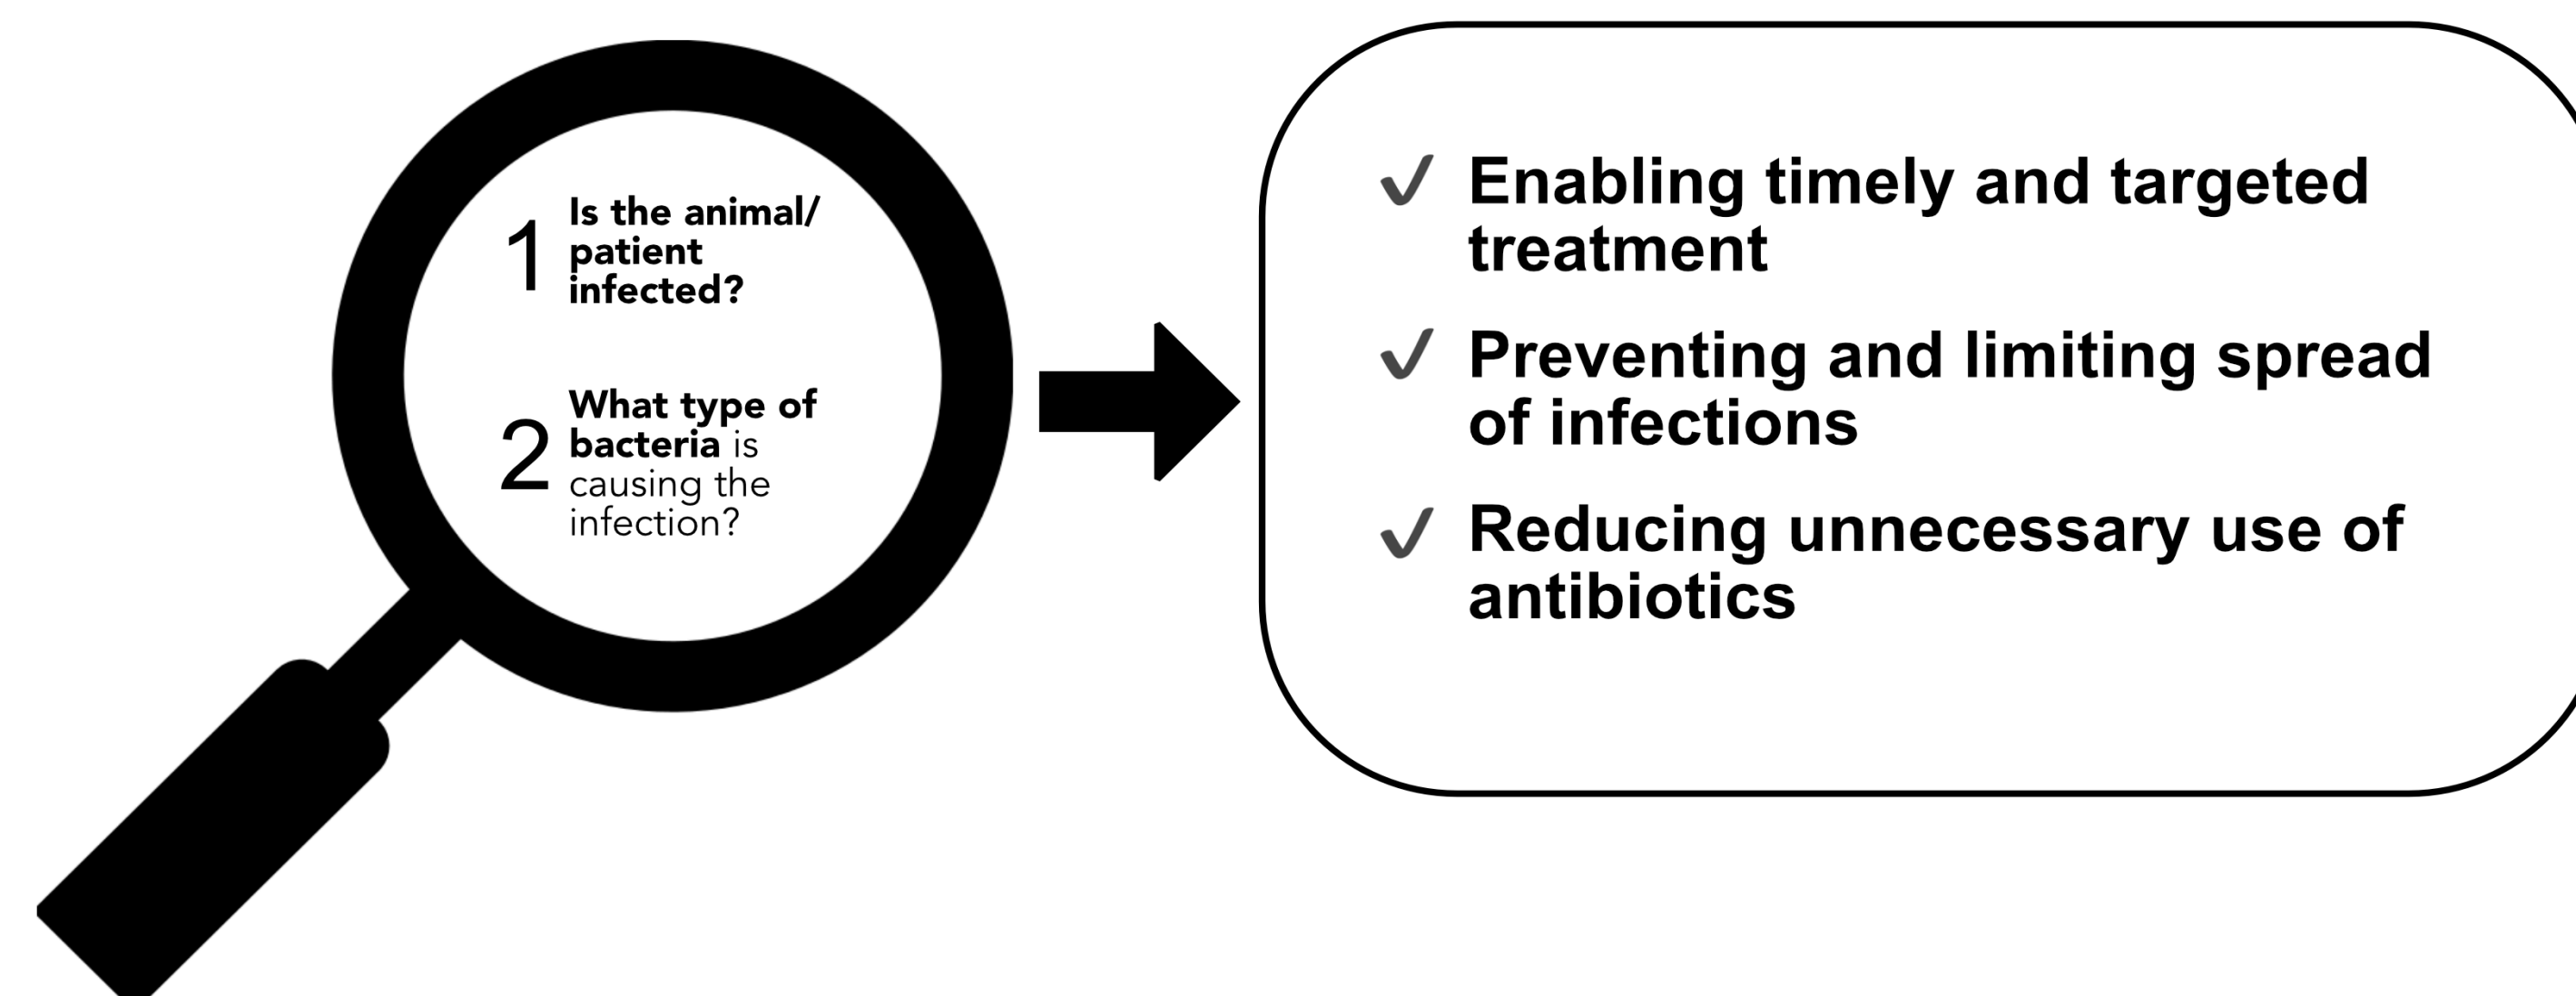 1
Is the animal/
patient
infected?
2
What type of
bacteria is
causing the
infection?
✓ Enabling timely and targeted
treatment
✓ Preventing and limiting spread
of infections
✓ Reducing unnecessary use of
antibiotics